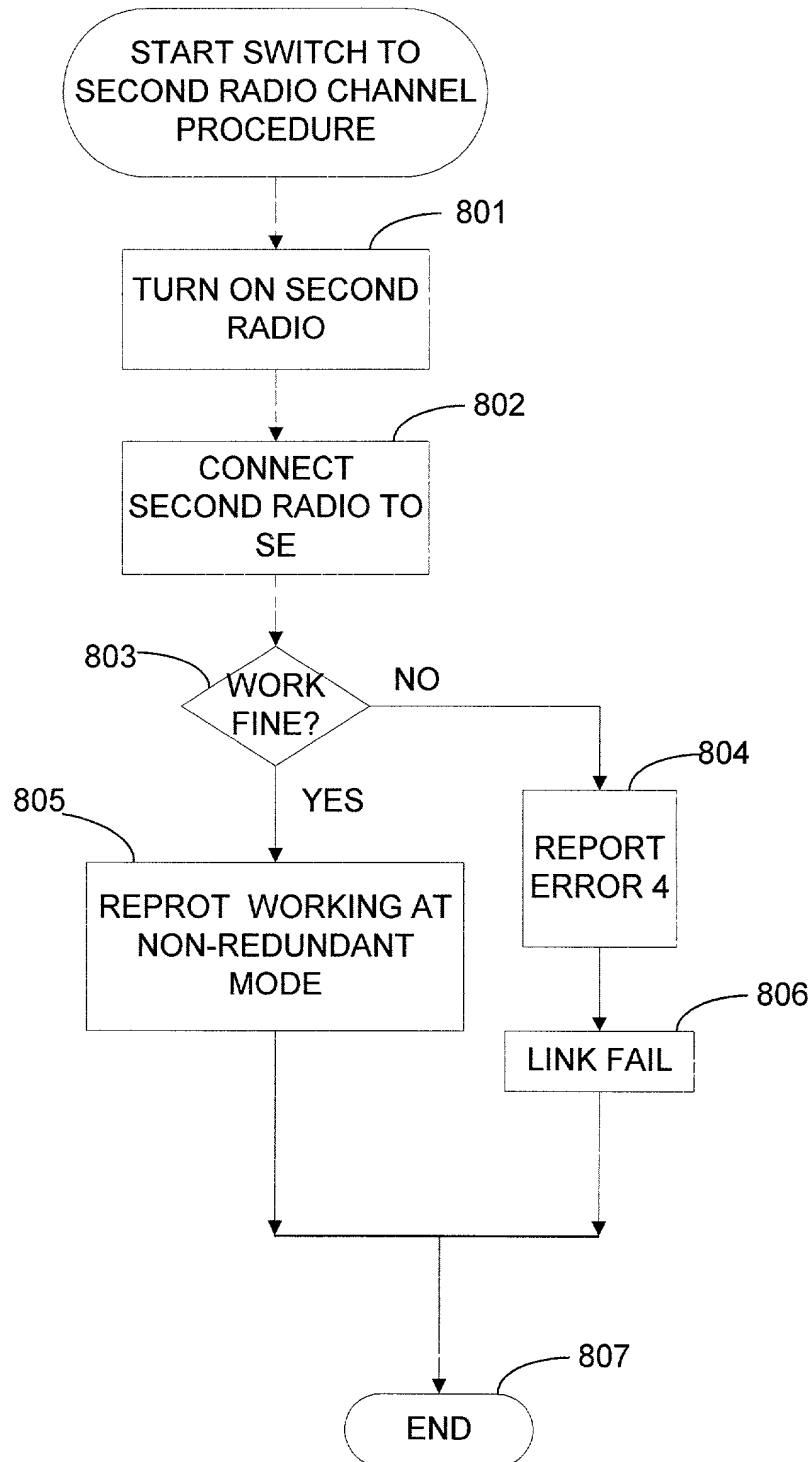 START SWITCH TO
SECOND RADIO CHANNEL
PROCEDURE
801
TURN ON SECOND
RADIO
802
CONNECT
SECOND RADIO TO
SE
803
WORK
FINE?
NO
YES
804
REPORT
ERROR 4
805
REPROT WORKING AT
NON-REDUNDANT
MODE
806
LINK FAIL
807
END